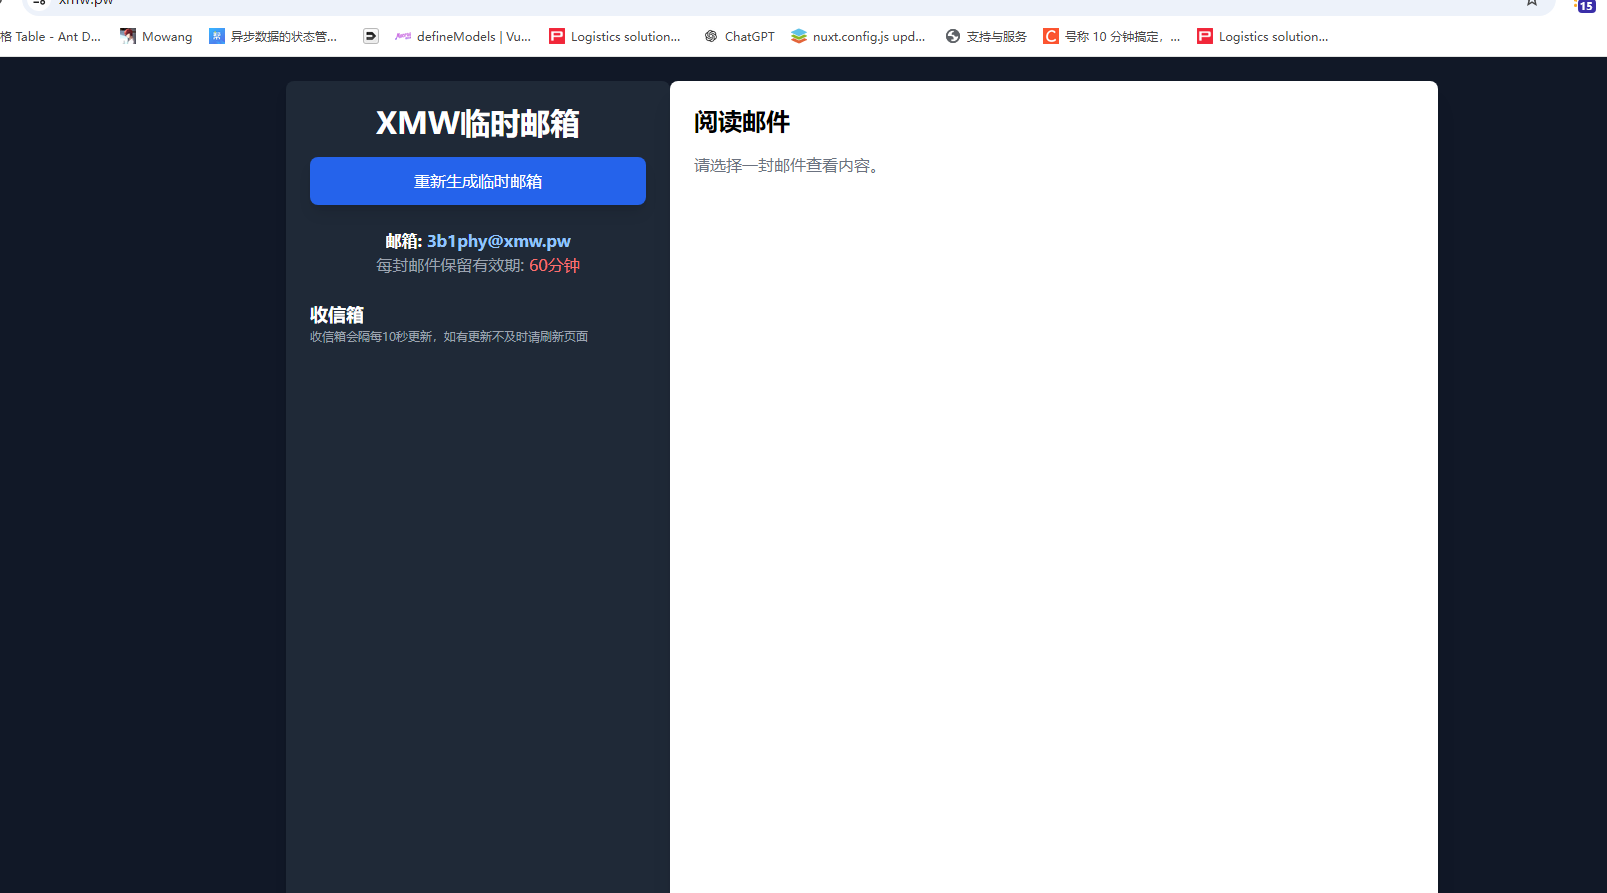 xmw.pw
15
格 Table - Ant D...
Mowang
异步数据的状态管...
defineModels | Vu...
Logistics solution...
ChatGPT
nuxt.config.js upd...
支持与服务
号称 10 分钟搞定，...
Logistics solution...
XMW临时邮箱
重新生成临时邮箱
邮箱: 3b1phy@xmw.pw
每封邮件保留有效期: 60分钟
收信箱
收信箱会隔每10秒更新，如有更新不及时请刷新页面
阅读邮件
请选择一封邮件查看内容。